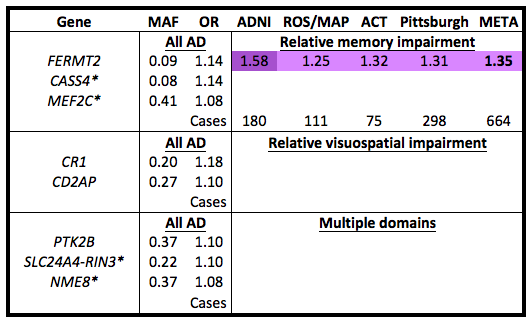 Gene MAF OR ADNI ROS/MAP ACT Pittsburgh META
All AD Relative memory impairment
FERMT2 0.09 1.14 1.58 1.25 1.32 1.31 1.35
CASS4* 0.08 1.14
MEF2C* 0.41 1.08
Cases 180 111 75 298 664
All AD Relative visuospatial impairment
CR1 0.20 1.18
CD2AP 0.27 1.10
Cases
All AD Multiple domains
PTK2B 0.37 1.10
SLC24A4-RIN3* 0.22 1.10
NME8* 0.37 1.08
Cases